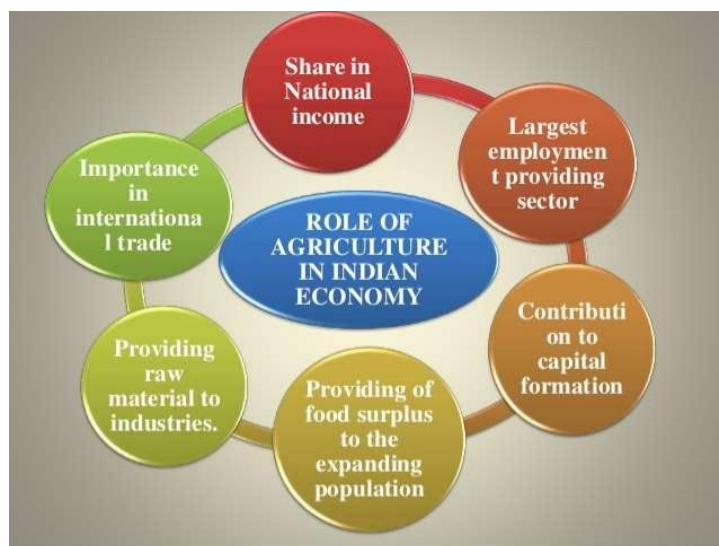 Share in
National
income
Largest
employmen
t providing
sector
Contributi
on to
capital
formation
Providing of
food surplus
to the
expanding
population
Providing
raw
material to
industries.
Importance
in
internationa
l trade
ROLE OF
AGRICULTURE
IN INDIAN
ECONOMY